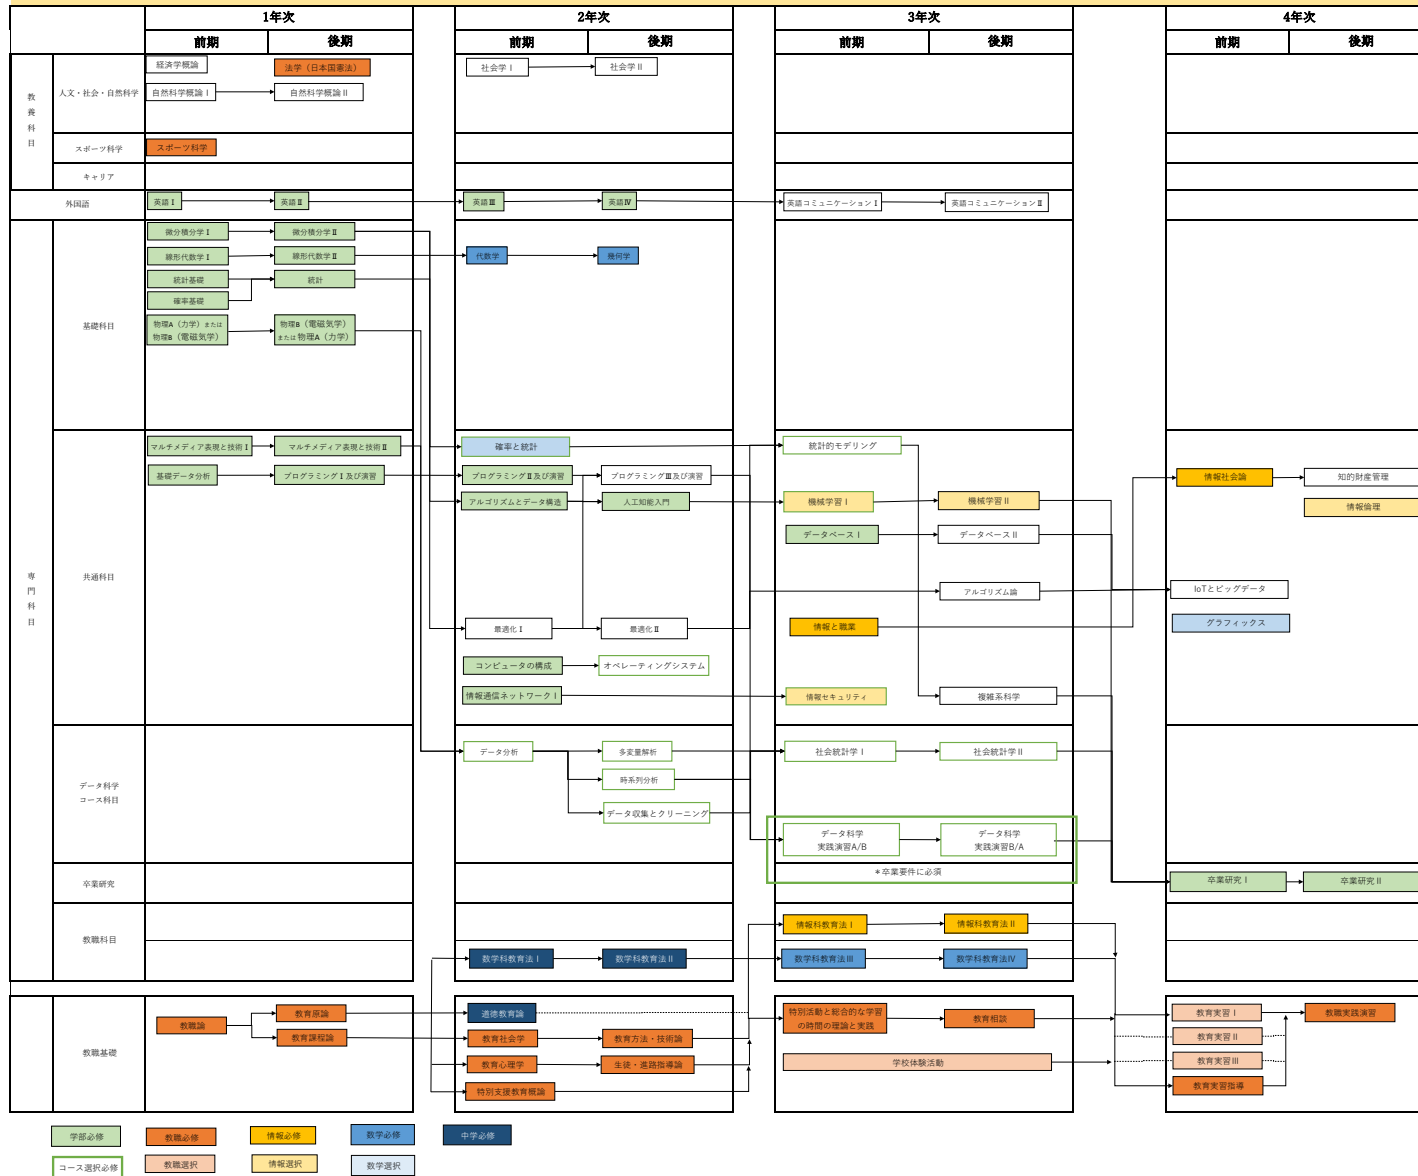 1年次
2年次
3年次
4年次
前期
後期
前期
後期
前期
後期
前期
後期
教養科目
人文・社会・自然科学
経済学概論
法学（日本国憲法）
社会学Ⅰ
社会学Ⅱ
自然科学概論Ⅰ
自然科学概論Ⅱ
スポーツ科学
スポーツ科学
キャリア
外国語
英語Ⅰ
英語Ⅱ
英語Ⅲ
英語Ⅳ
英語コミュニケーションⅠ
英語コミュニケーションⅡ
専門科目
基礎科目
微分積分学Ⅰ
微分積分学Ⅱ
線形代数学Ⅰ
線形代数学Ⅱ
代数学
幾何学
統計基礎
統計
確率基礎
物理A（力学）または
物理B（電磁気学）
物理B（電磁気学）
または物理A（力学）
共通科目
マルチメディア表現と技術Ⅰ
マルチメディア表現と技術Ⅱ
確率と統計
統計的モデリング
基礎データ分析
プログラミングⅠ及び演習
プログラミングⅡ及び演習
プログラミングⅢ及び演習
情報社会論
知的財産管理
アルゴリズムとデータ構造
人工知能入門
機械学習Ⅰ
機械学習Ⅱ
情報倫理
データベースⅠ
データベースⅡ
アルゴリズム論
IoTとビッグデータ
最適化Ⅰ
最適化Ⅱ
情報と職業
グラフィックス
コンピュータの構成
オペレーティングシステム
情報通信ネットワークⅠ
情報セキュリティ
複雑系科学
データ科学
コース科目
データ分析
多変量解析
社会統計学Ⅰ
社会統計学Ⅱ
時系列分析
データ収集とクリーニング
データ科学
実践演習A/B
データ科学
実践演習B/A
＊卒業要件に必須
卒業研究
卒業研究Ⅰ
卒業研究Ⅱ
教職科目
情報科教育法Ⅰ
情報科教育法Ⅱ
数学科教育法Ⅰ
数学科教育法Ⅱ
数学科教育法Ⅲ
数学科教育法Ⅳ
教職基礎
教職論
教育原論
教育課程論
道徳教育論
教育社会学
教育方法・技術論
教育心理学
生徒・進路指導論
特別支援教育概論
特別活動と総合的な学習
の時間の理論と実践
教育相談
学校体験活動
教育実習Ⅰ
教職実践演習
教育実習Ⅱ
教育実習Ⅲ
教育実習指導
学部必修
教職必修
情報必修
数学必修
中学必修
コース選択必修
教職選択
情報選択
数学選択